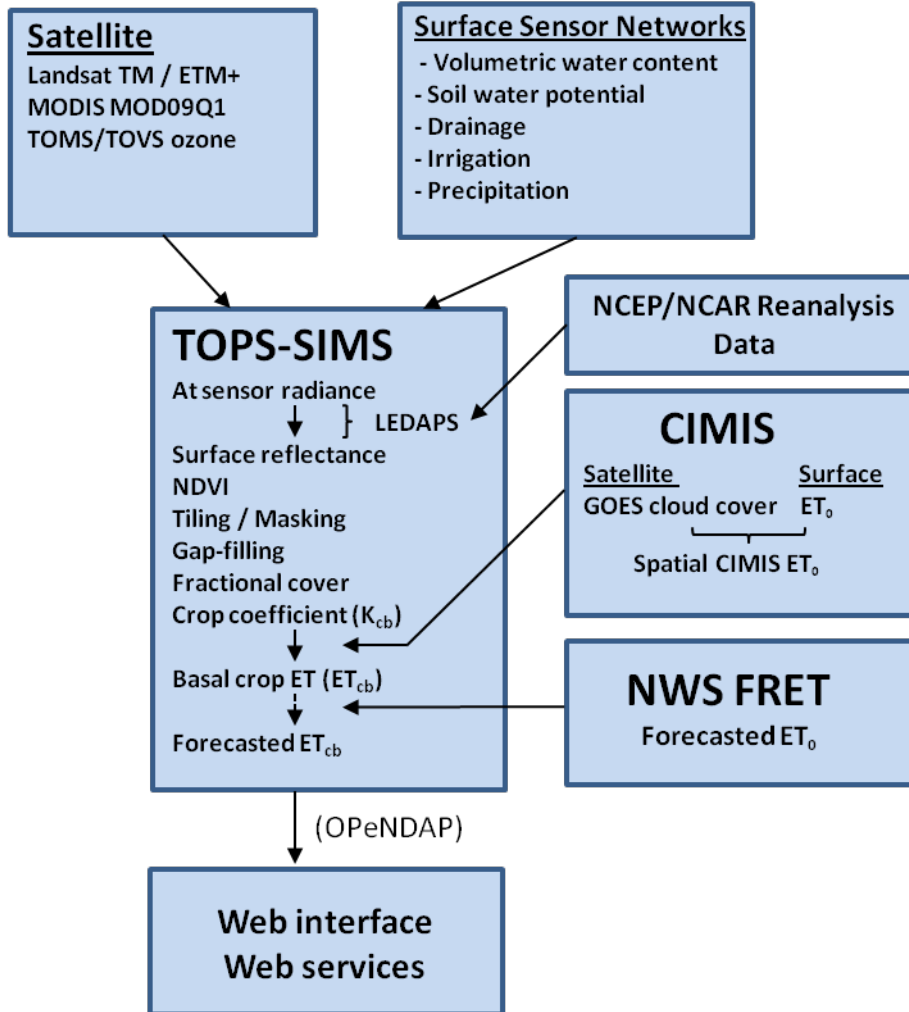 Satellite
Landsat TM / ETM+
MODIS MOD09Q1
TOMS/TOVS ozone
Surface Sensor Networks
- Volumetric water content
- Soil water potential
- Drainage
- Irrigation
- Precipitation
NCEP/NCAR Reanalysis
Data
TOPS-SIMS
At sensor radiance
} LEDAPS
Surface reflectance
NDVI
Tiling / Masking
Gap-filling
Fractional cover
Crop coefficient (Kcb)
Basal crop ET (ETcb)
Forecasted ETcb
CIMIS
Satellite Surface
GOES cloud cover ET0
Spatial CIMIS ET0
NWS FRET
Forecasted ET0
(OPeNDAP)
Web interface
Web services